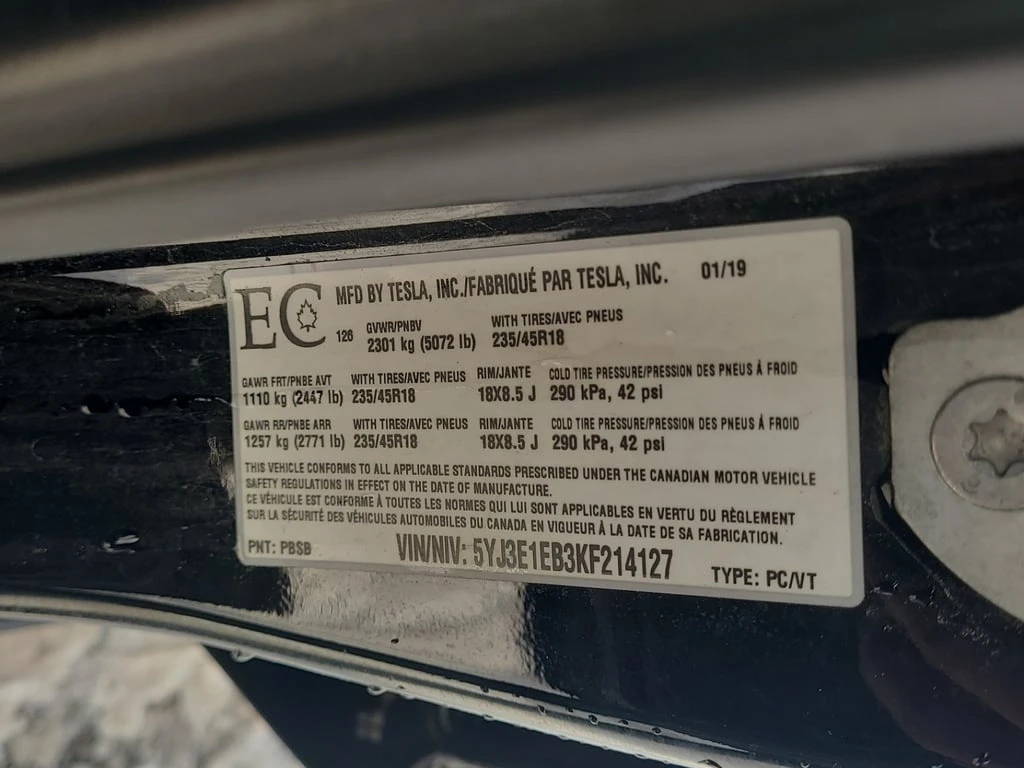 EC MFD BY TESLA, INC./FABRIQUÉ PAR TESLA, INC. 01/19
126 GVWR/PNBV WITH TIRES/AVEC PNEUS
2301 kg (5072 lb) 235/45R18
GAWR FRT/PNBE AVT WITH TIRES/AVEC PNEUS RIM/JANTE COLD TIRE PRESSURE/PRESSION DES PNEUS À FROID
1110 kg (2447 lb) 235/45R18 18X8.5 J 290 kPa, 42 psi
GAWR RR/PNBE ARR WITH TIRES/AVEC PNEUS RIM/JANTE COLD TIRE PRESSURE/PRESSION DES PNEUS À FROID
1257 kg (2771 lb) 235/45R18 18X8.5 J 290 kPa, 42 psi
THIS VEHICLE CONFORMS TO ALL APPLICABLE STANDARDS PRESCRIBED UNDER THE CANADIAN MOTOR VEHICLE
SAFETY REGULATIONS IN EFFECT ON THE DATE OF MANUFACTURE.
CE VÉHICULE EST CONFORME À TOUTES LES NORMES QUI LUI SONT APPLICABLES EN VERTU DU RÈGLEMENT
SUR LA SÉCURITÉ DES VÉHICULES AUTOMOBILES DU CANADA EN VIGUEUR À LA DATE DE SA FABRICATION.
PNT: PBSB VIN/NIV: 5YJ3E1EB3KF214127 TYPE: PC/VT